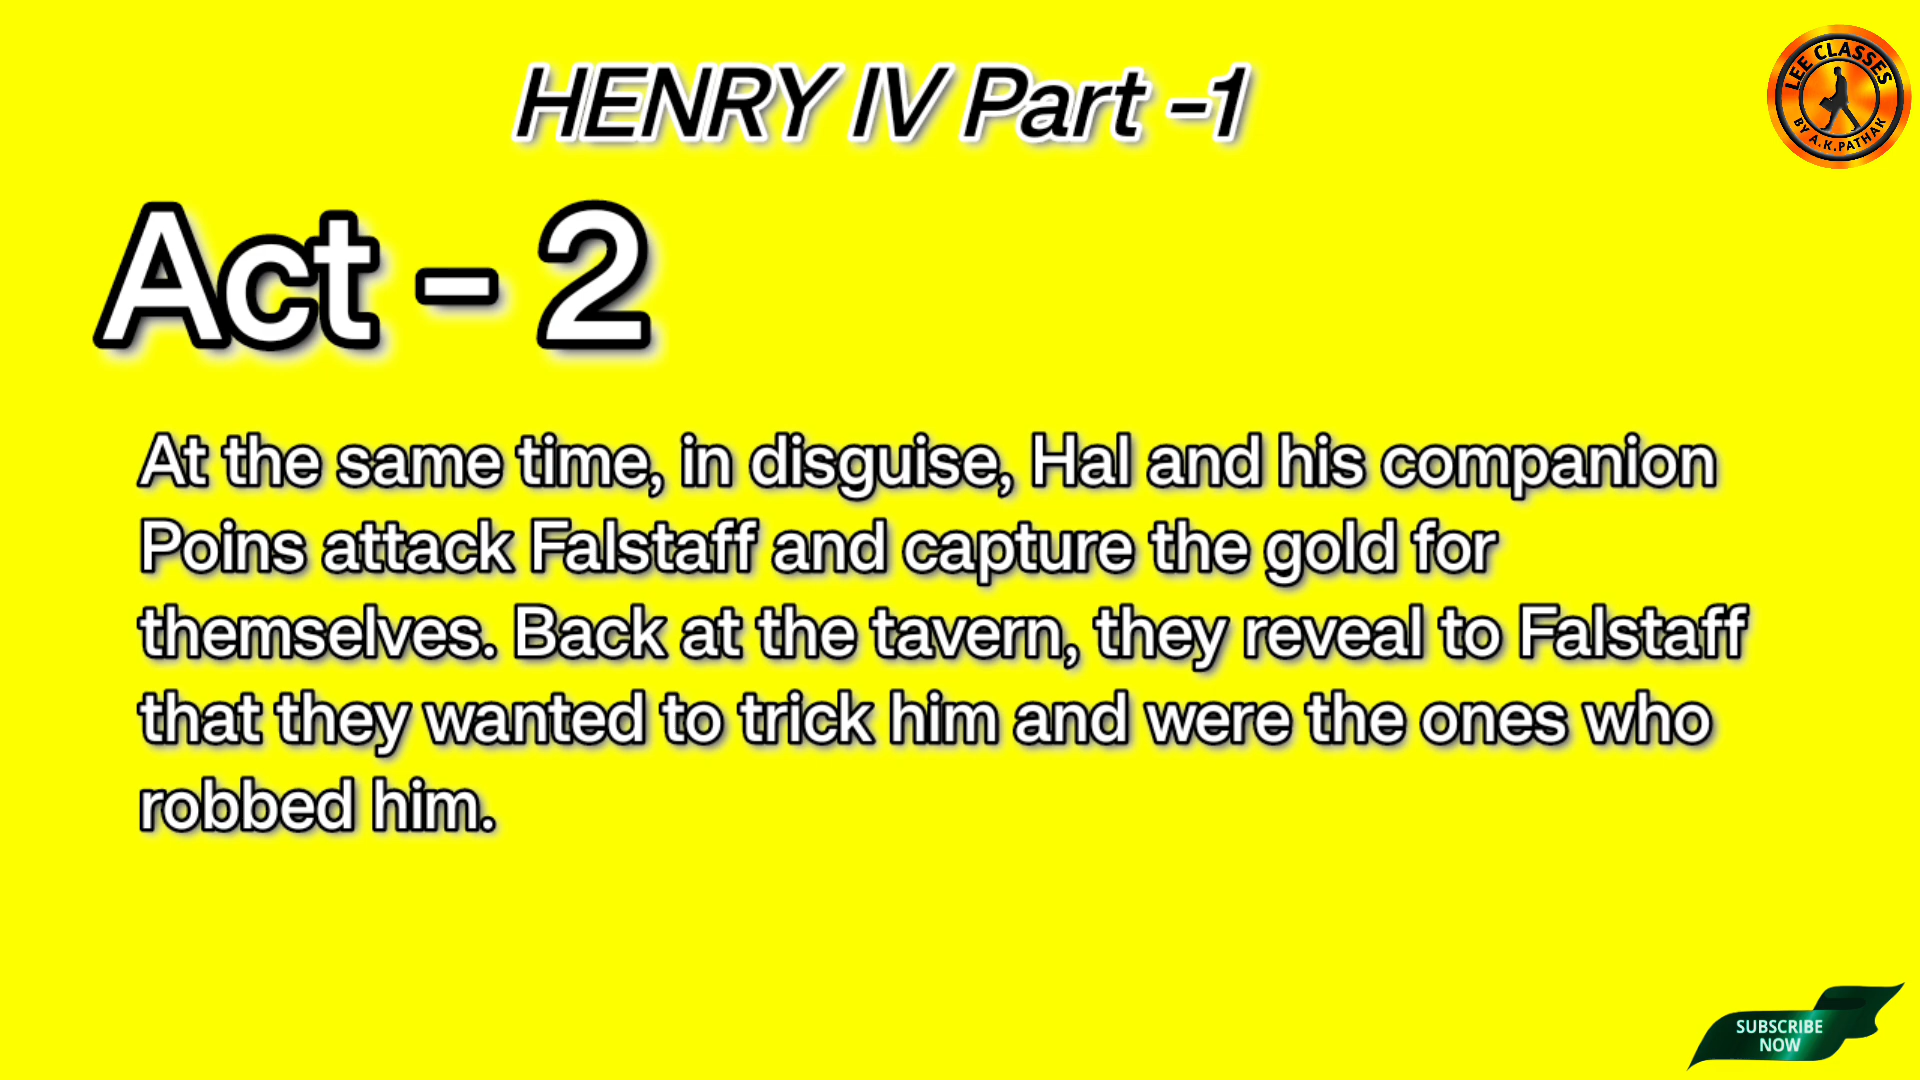 HENRY IV Part -1
LEE CLASSES
BY A.K.PATHAK
Act - 2
At the same time, in disguise, Hal and his companion
Poins attack Falstaff and capture the gold for
themselves. Back at the tavern, they reveal to Falstaff
that they wanted to trick him and were the ones who
robbed him.
SUBSCRIBE
NOW